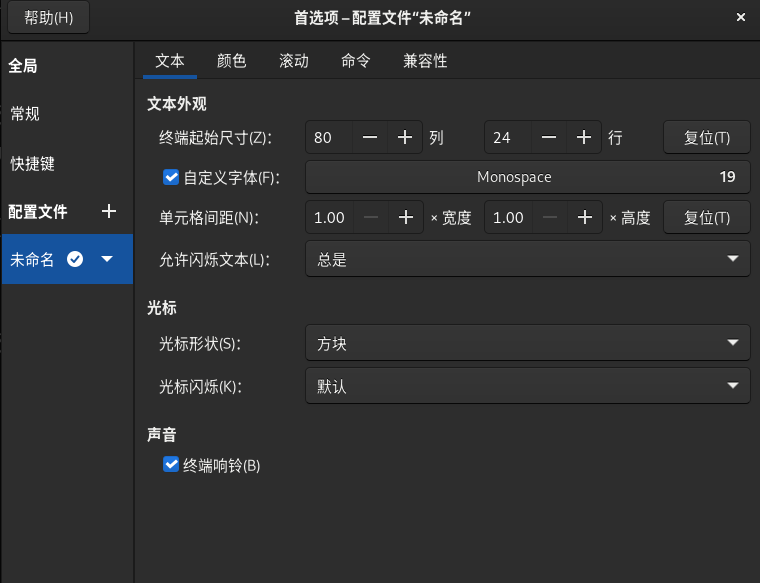 帮助(H) 首选项 – 配置文件“未命名” ×
全局
常规
快捷键
配置文件 +
未命名
文本 颜色 滚动 命令 兼容性
文本外观
终端起始尺寸(Z): 80 — + 列 24 — + 行 复位(T)
自定义字体(F): Monospace 19
单元格间距(N): 1.00 — + × 宽度 1.00 — + × 高度 复位(T)
允许闪烁文本(L): 总是
光标
光标形状(S): 方块
光标闪烁(K): 默认
声音
终端响铃(B)